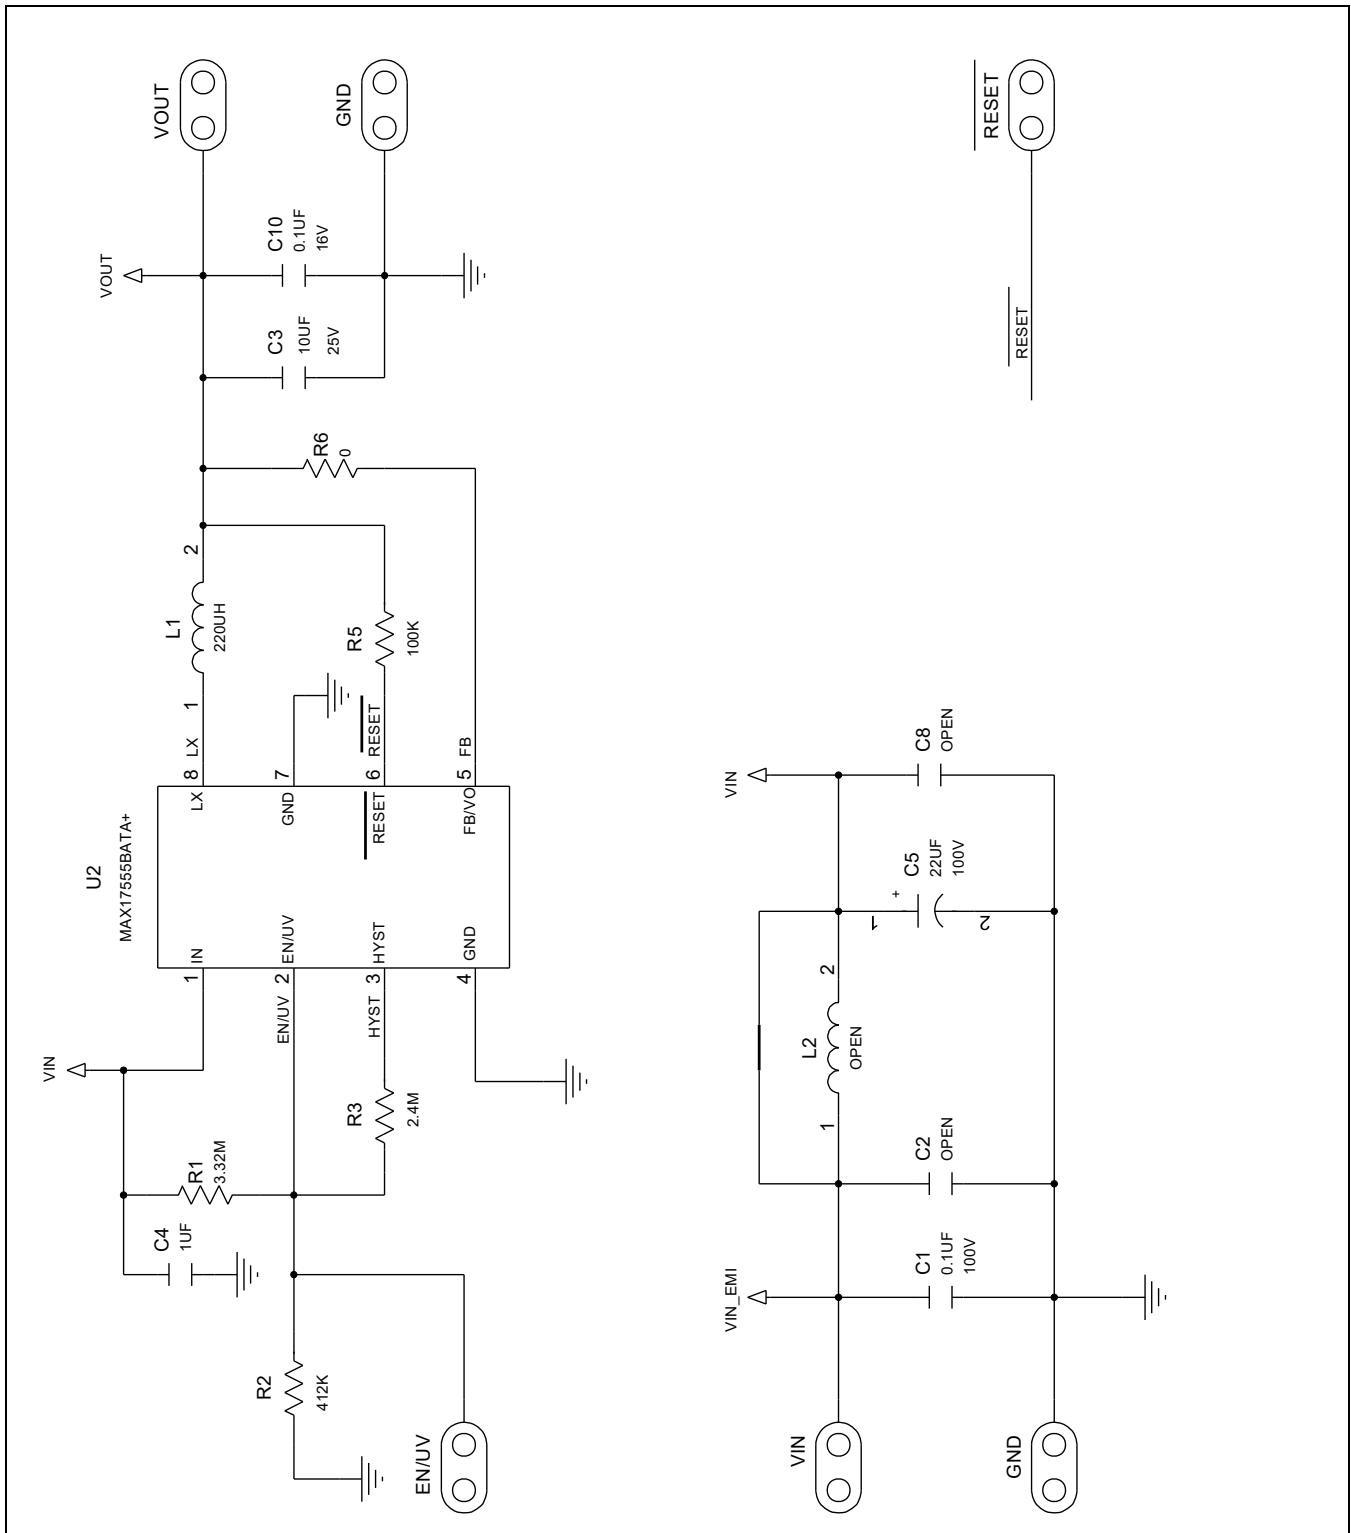 VOUT
GND
VOUT
C10
0.1UF
16V
C3
10UF
25V
R6
0
2
L1
220UH
1
R5
100K
LX
RESET
FB
8
7
6
5
LX
GND
RESET
FB/VO
U2
MAX17555BATA+
IN
EN/UV
HYST
GND
1
2
3
4
EN/UV
HYST
VIN
R3
2.4M
R1
3.32M
C4
1UF
R2
412K
EN/UV
RESET
RESET
C8
OPEN
VIN
C5
22UF
100V
+
1
2
2
L2
OPEN
1
C2
OPEN
C1
0.1UF
100V
VIN_EMI
VIN
GND